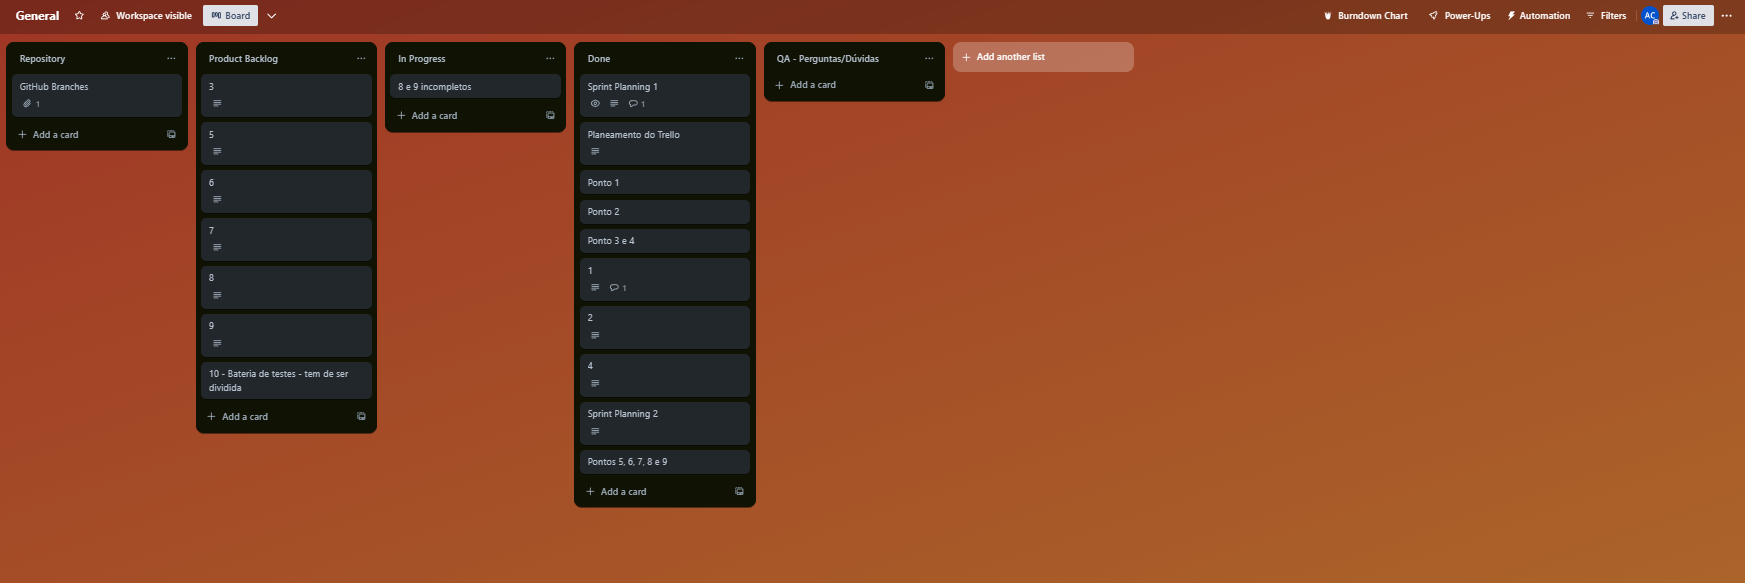 General
Workspace visible
Board
Burndown Chart
Power-Ups
Automation
Filters
AC
Share
Repository
GitHub Branches
1
Add a card
Product Backlog
3
5
6
7
8
9
10 - Bateria de testes - tem de ser
dividida
Add a card
In Progress
8 e 9 incompletos
Add a card
Done
Sprint Planning 1
1
Planeamento do Trello
Ponto 1
Ponto 2
Ponto 3 e 4
1
1
2
4
Sprint Planning 2
Pontos 5, 6, 7, 8 e 9
Add a card
QA - Perguntas/Dúvidas
Add a card
Add another list